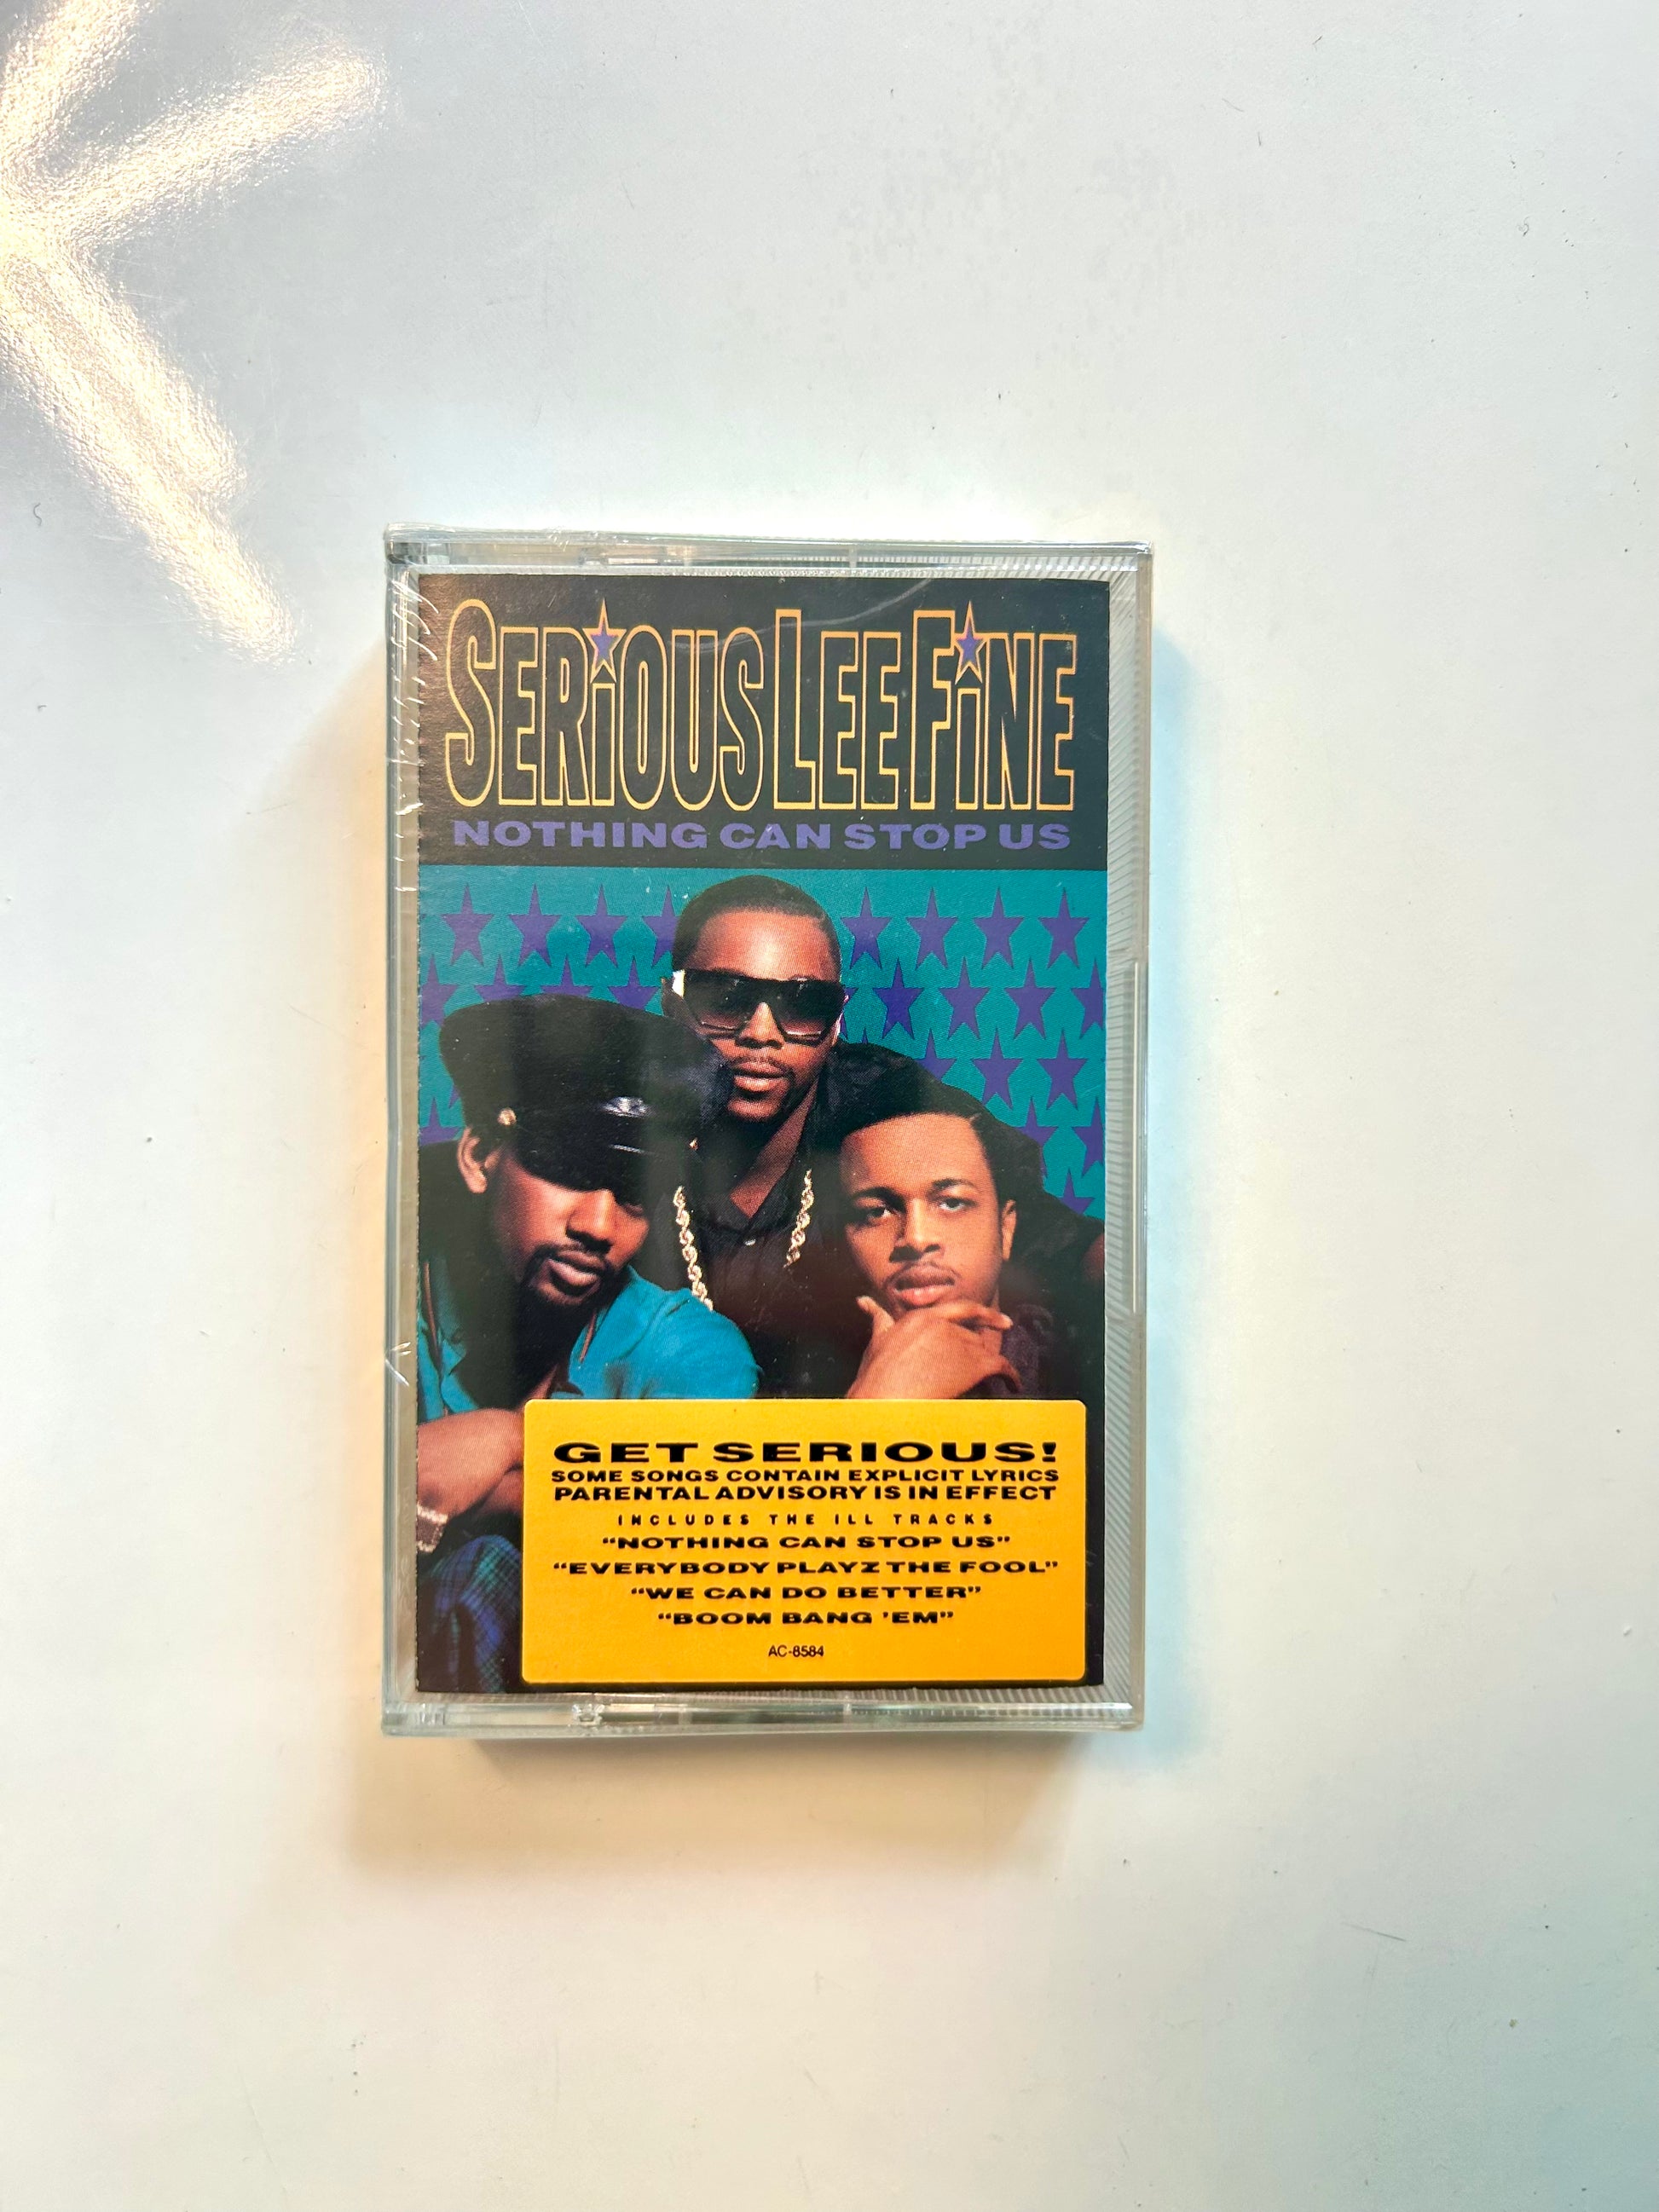 SERiOUS LEE FiNE
NOTHING CAN STOP US
GET SERIOUS!
SOME SONGS CONTAIN EXPLICIT LYRICS
PARENTAL ADVISORY IS IN EFFECT
INCLUDES THE ILL TRACKS
“NOTHING CAN STOP US”
“EVERYBODY PLAYZ THE FOOL”
“WE CAN DO BETTER”
“BOOM BANG ’EM”
AC-8584